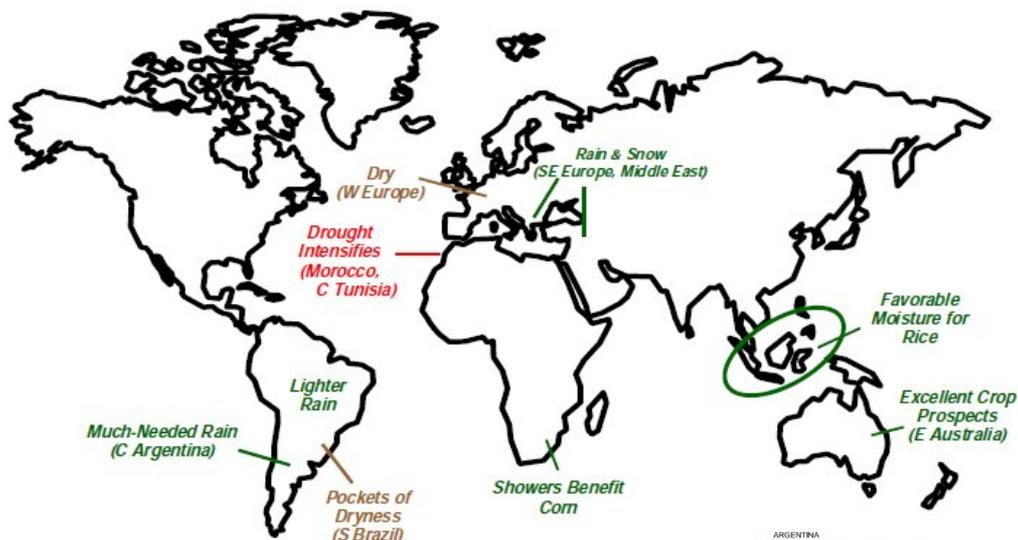 Rain & Snow
(SE Europe, Middle East)
Dry
(W Europe)
Drought
Intensifies
(Morocco,
C Tunisia)
Favorable
Moisture for
Rice
Lighter
Rain
Excellent Crop
Prospects
(E Australia)
Much-Needed Rain
(C Argentina)
Showers Benefit
Corn
Pockets of
Dryness
(S Brazil)
ARGENTINA